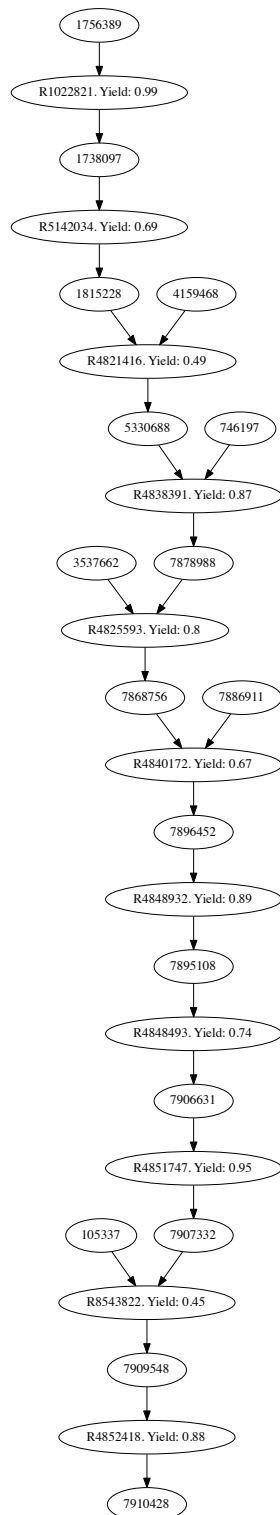 1756389
R1022821. Yield: 0.99
1738097
R5142034. Yield: 0.69
1815228
4159468
R4821416. Yield: 0.49
5330688
746197
R4838391. Yield: 0.87
3537662
7878988
R4825593. Yield: 0.8
7868756
7886911
R4840172. Yield: 0.67
7896452
R4848932. Yield: 0.89
7895108
R4848493. Yield: 0.74
7906631
R4851747. Yield: 0.95
105337
7907332
R8543822. Yield: 0.45
7909548
R4852418. Yield: 0.88
7910428